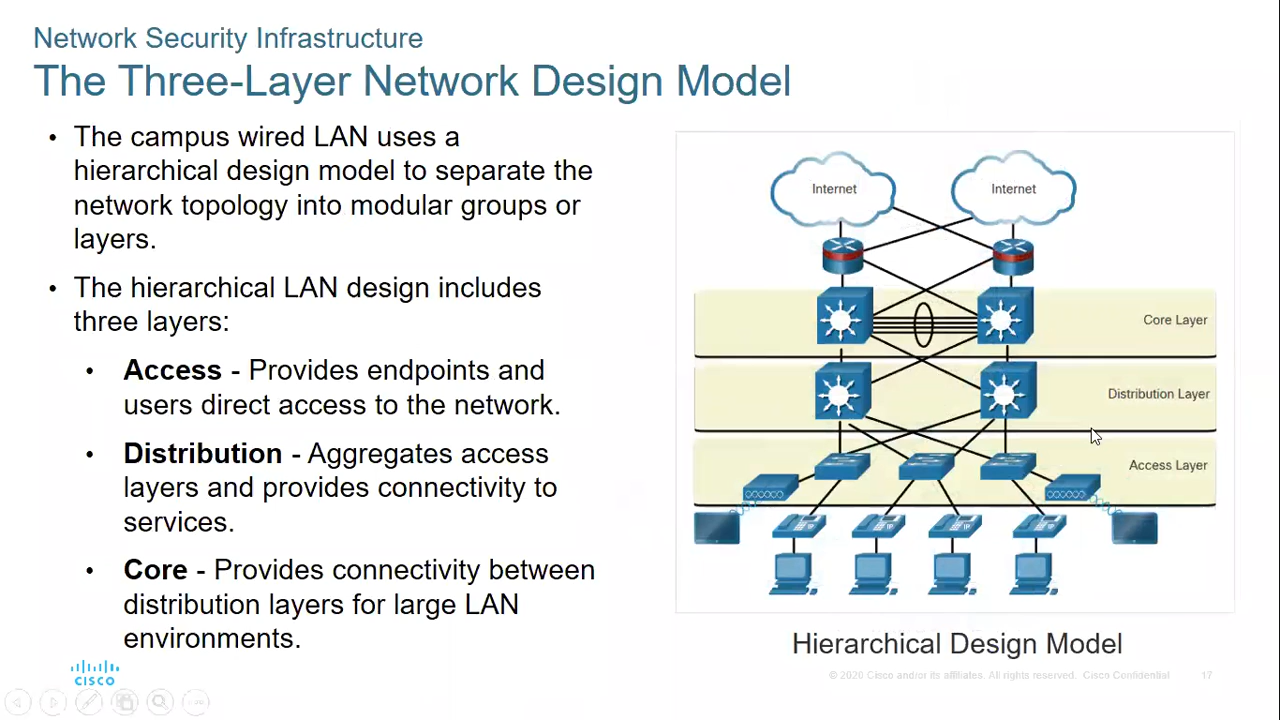 Network Security Infrastructure
The Three-Layer Network Design Model
• The campus wired LAN uses a
hierarchical design model to separate the
network topology into modular groups or
layers.
• The hierarchical LAN design includes
three layers:
• Access - Provides endpoints and
users direct access to the network.
• Distribution - Aggregates access
layers and provides connectivity to
services.
• Core - Provides connectivity between
distribution layers for large LAN
environments.
Internet
Internet
Core Layer
Distribution Layer
Access Layer
IP
IP
IP
IP
Hierarchical Design Model
CISCO
© 2020 Cisco and/or its affiliates. All rights reserved. Cisco Confidential
17